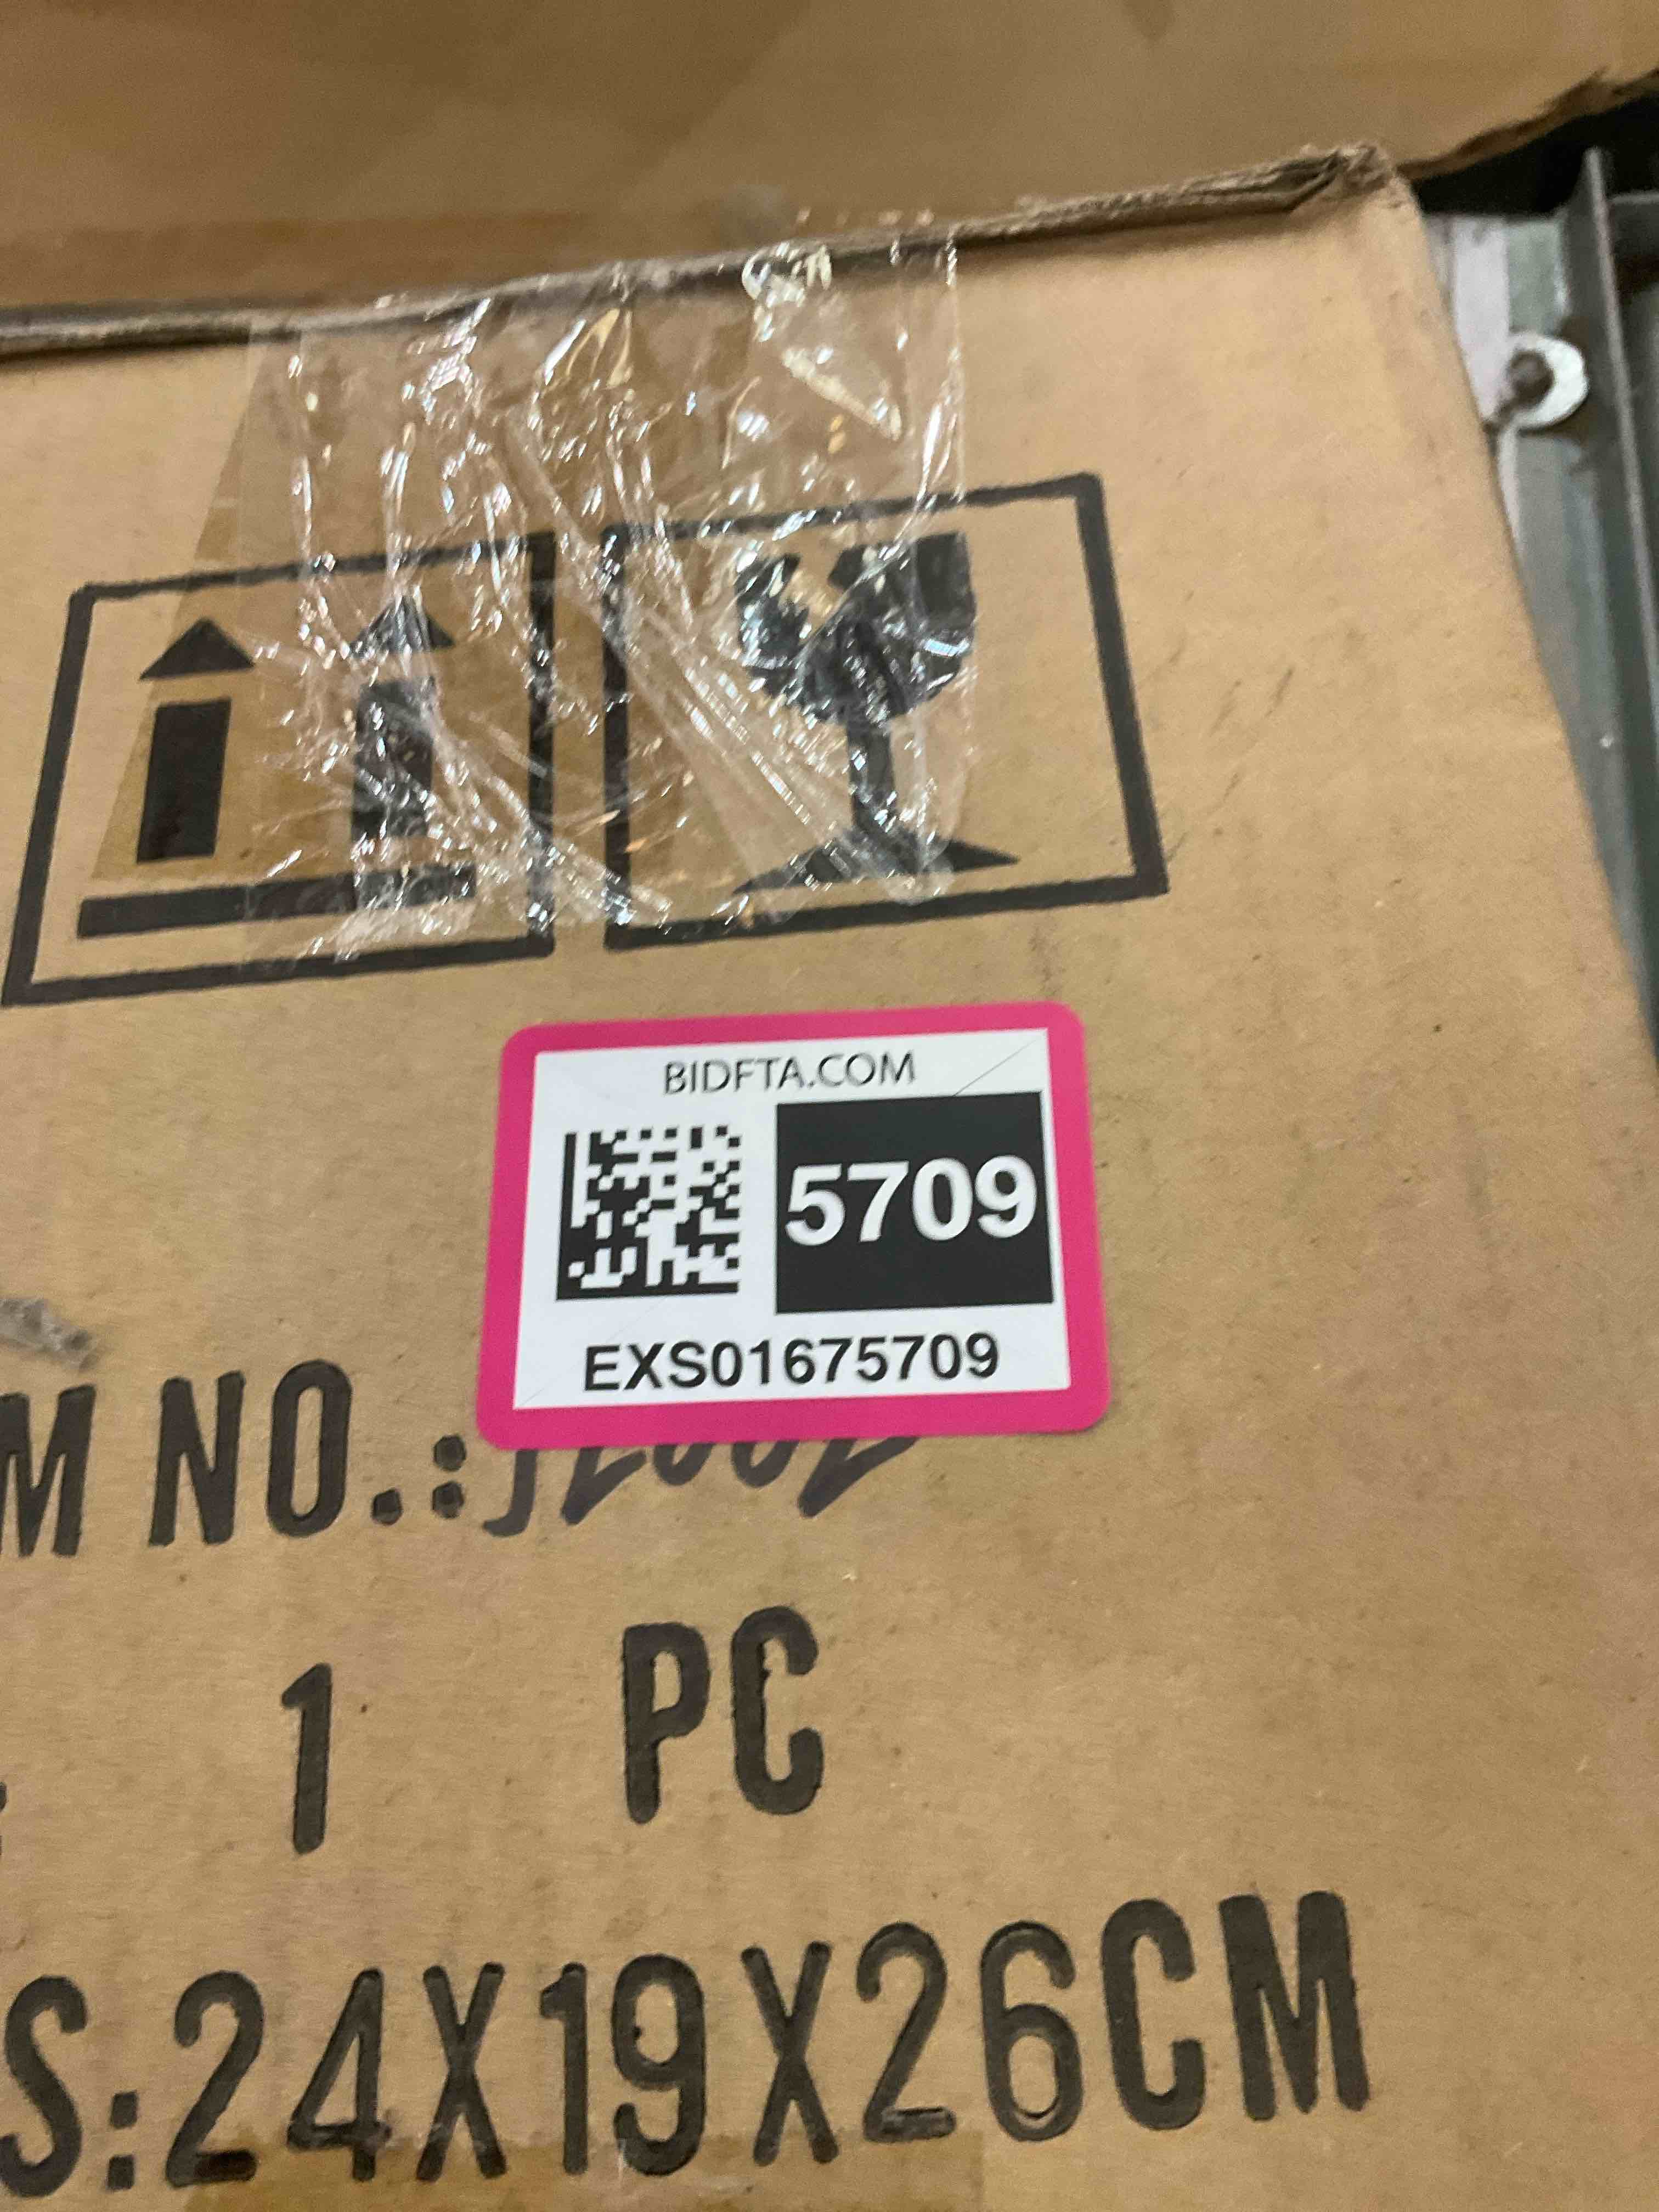 BIDFTA.COM
5709
EXS01675709
M NO.:
1 PC
S:24X19X26CM